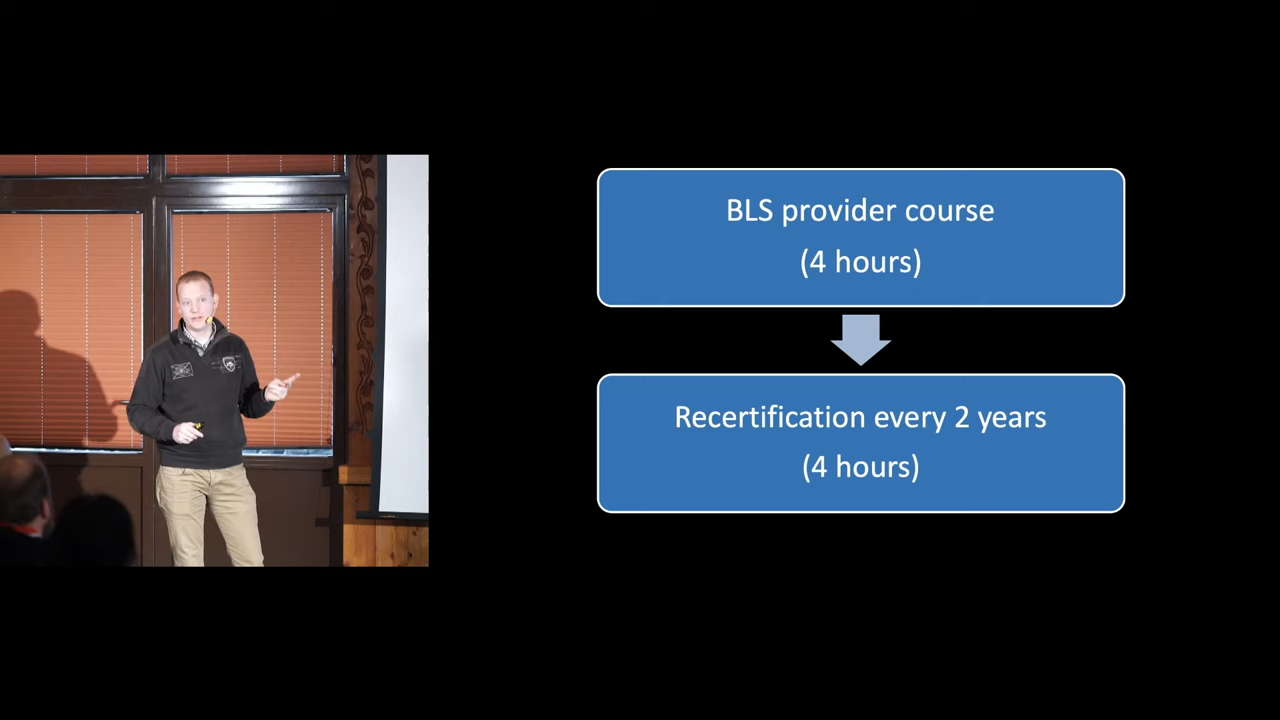 BLS provider course
(4 hours)
Recertification every 2 years
(4 hours)